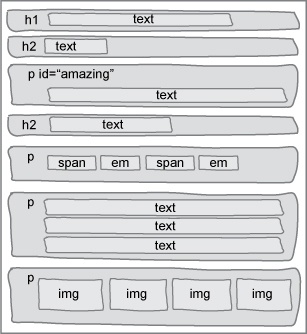 h1 text
h2 text
p id=“amazing”
text
h2 text
p span em span em
p text
text
text
p img img img img